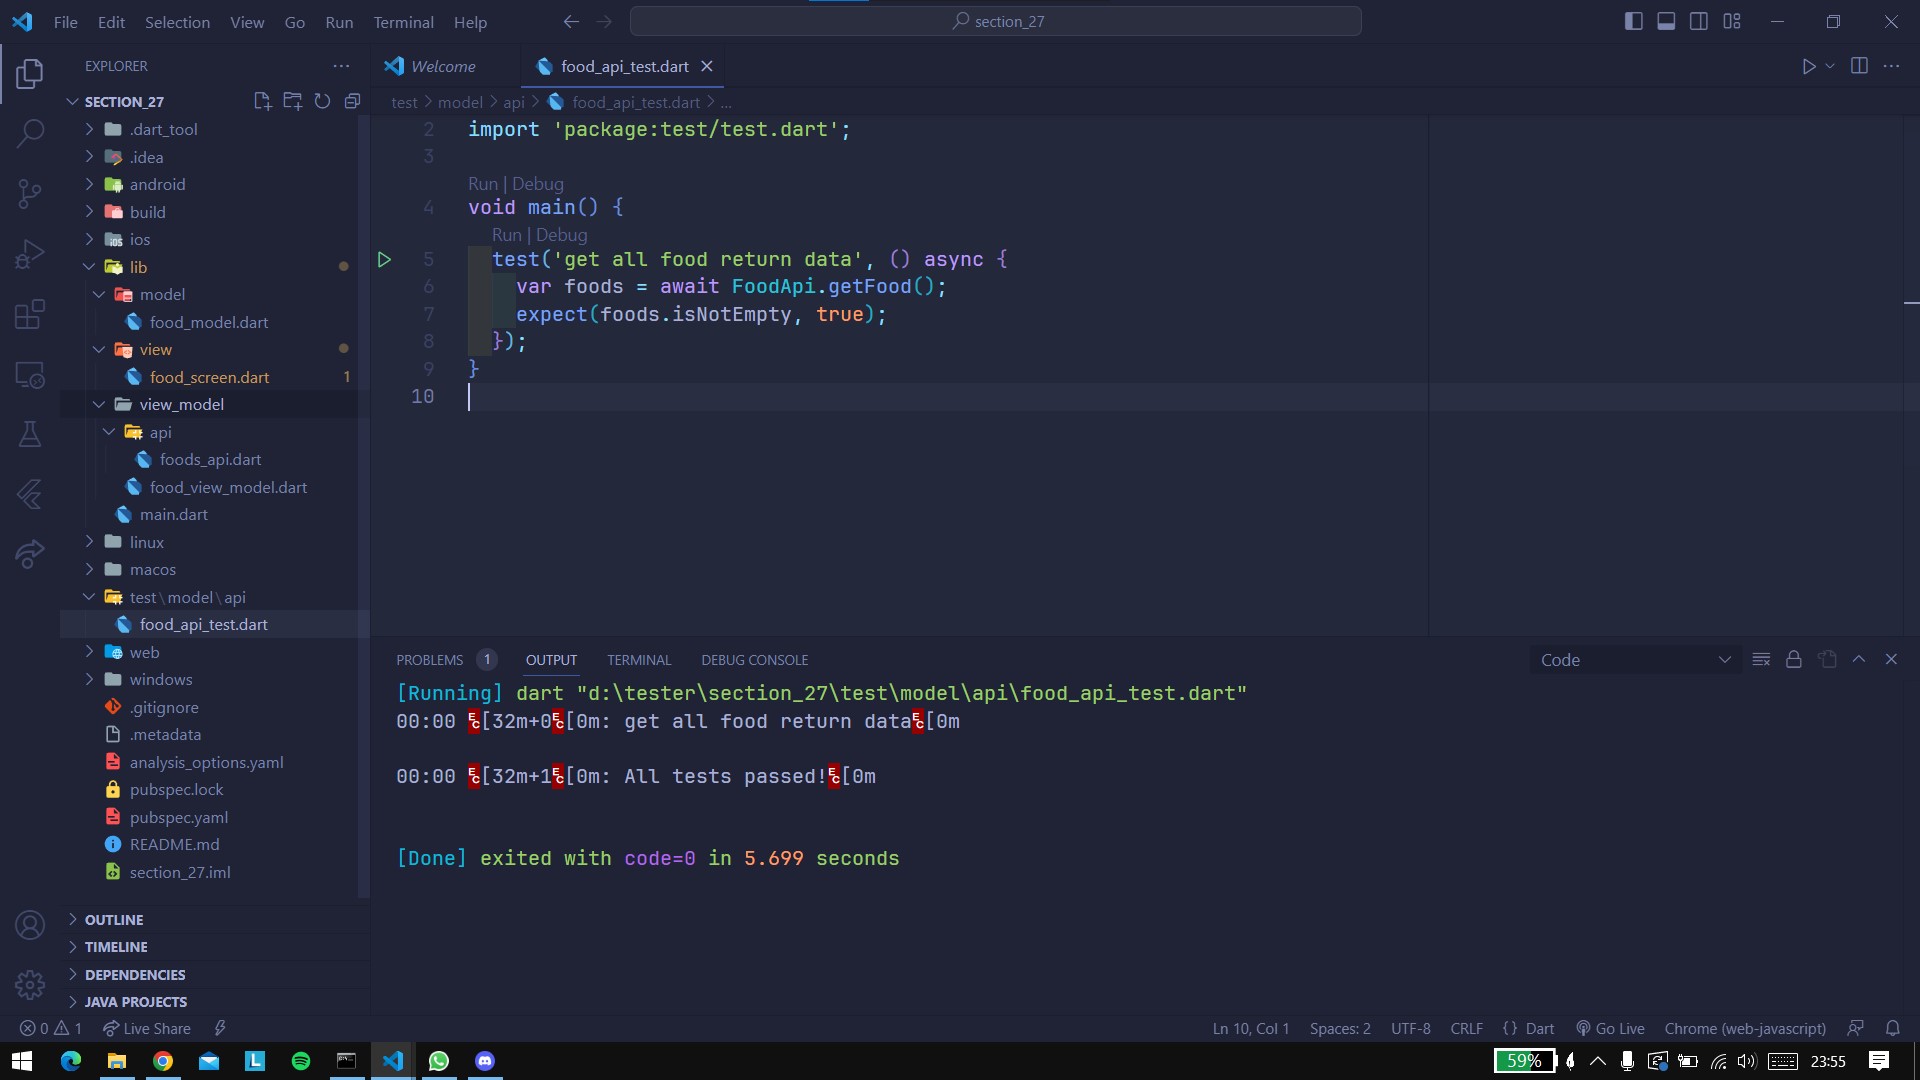 File Edit Selection View Go Run Terminal Help
section_27
EXPLORER
SECTION_27
.dart_tool
.idea
android
build
ios
lib
model
food_model.dart
view
food_screen.dart 1
view_model
api
foods_api.dart
food_view_model.dart
main.dart
linux
macos
test\model\api
food_api_test.dart
web
windows
.gitignore
.metadata
analysis_options.yaml
pubspec.lock
pubspec.yaml
README.md
section_27.iml
OUTLINE
TIMELINE
DEPENDENCIES
JAVA PROJECTS
Welcome food_api_test.dart
test > model > api > food_api_test.dart > ...
2 import 'package:test/test.dart';
3
Run | Debug
4 void main() {
Run | Debug
5 test('get all food return data', () async {
6 var foods = await FoodApi.getFood();
7 expect(foods.isNotEmpty, true);
8 });
9 }
10
PROBLEMS 1 OUTPUT TERMINAL DEBUG CONSOLE Code
[Running] dart "d:\tester\section_27\test\model\api\food_api_test.dart"
00:00 ␛[32m+0␛[0m: get all food return data␛[0m
00:00 ␛[32m+1␛[0m: All tests passed!␛[0m
[Done] exited with code=0 in 5.699 seconds
0 1 Live Share Ln 10, Col 1 Spaces: 2 UTF-8 CRLF {} Dart Go Live Chrome (web-javascript)
L 59% 23:55